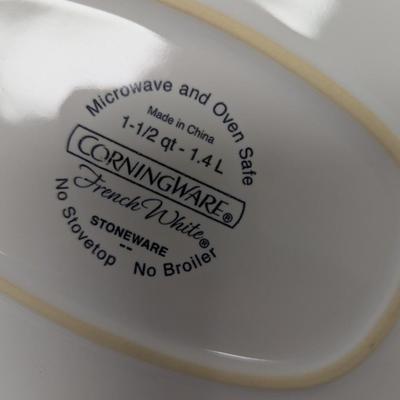 Microwave and Oven Safe
Made in China
1-1/2 qt - 1.4 L
CORNINGWARE®
French White®
STONEWARE
--
No Stovetop
No Broiler